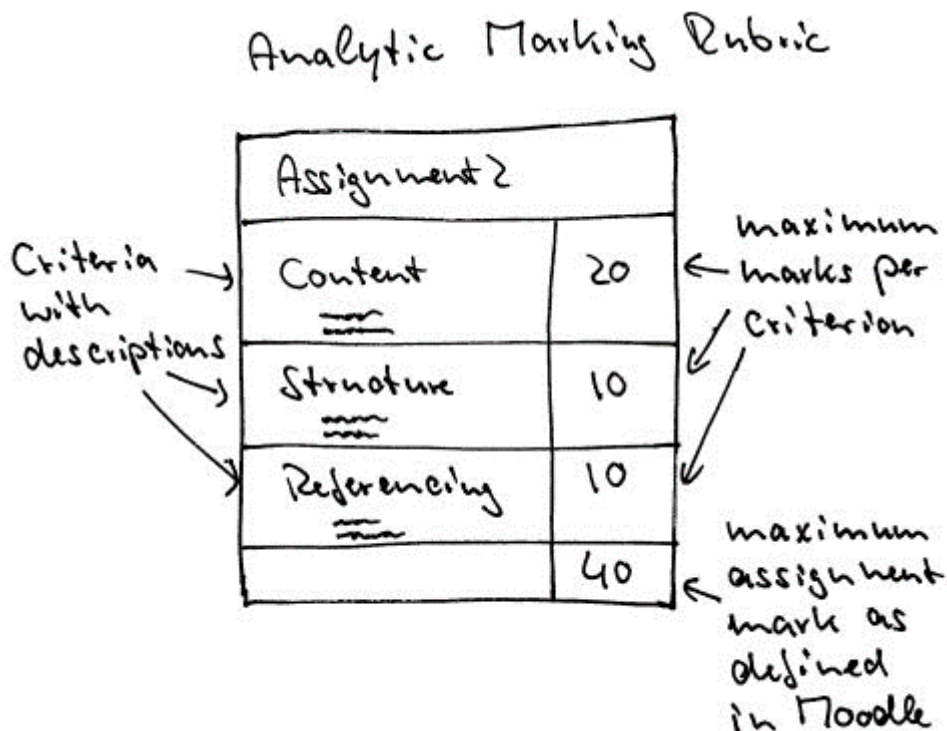 Analytic Marking Rubric
Assignment 2
Criteria
with
descriptions
Content
20
Structure
10
Referencing
10
40
maximum
marks per
criterion
maximum
assignment
mark as
defined
in Moodle